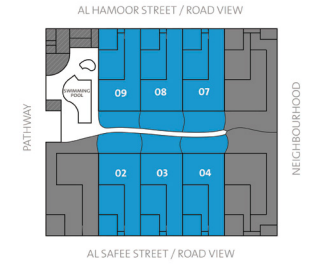 AL HAMOOR STREET / ROAD VIEW
SWIMMING
POOL
09
08
07
PATHWAY
NEIGHBOURHOOD
02
03
04
AL SAFEE STREET / ROAD VIEW